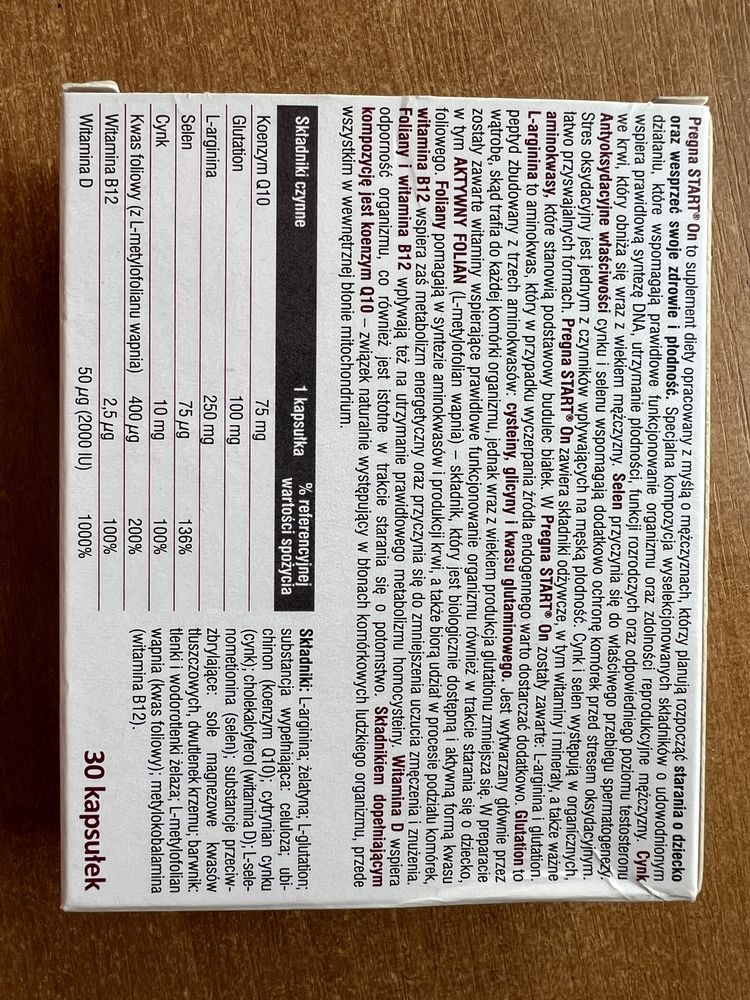 Pregna START® On to suplement diety opracowany z myślą o mężczyznach, którzy planują rozpocząć starania o dziecko
oraz wesprzeć swoje zdrowie i płodność. Specjalna kompozycja wyselekcjonowanych składników o udowodnionym
działaniu, które wspomagają prawidłowe funkcjonowanie organizmu oraz zdolności reprodukcyjne mężczyzny. Cynk
wspiera prawidłową syntezę DNA, utrzymanie płodności, funkcji rozrodczych oraz odpowiedniego poziomu testosteronu
we krwi, który obniża się wraz z wiekiem mężczyzny. Selen przyczynia się do właściwego przebiegu spermatogenezy.
Antyoksydacyjne właściwości cynku i selenu wspomagają dodatkowo ochronę komórek przed stresem oksydacyjnym.
Stres oksydacyjny jest jednym z czynników wpływających na męską płodność. Cynk i selen występują w organicznych,
łatwo przyswajalnych formach. Pregna START® On zawiera składniki odżywcze, w tym witaminy i minerały, a także ważne
aminokwasy, które stanowią podstawowy budulec białek. W Pregna START® On zostały zawarte: L-arginina i glutation.
L-arginina to aminokwas, który w przypadku wyczerpania źródła endogennego warto dostarczać dodatkowo. Glutation to
peptyd zbudowany z trzech aminokwasów: cysteiny, glicyny i kwasu glutaminowego. Jest wytwarzany głównie przez
wątrobę, skąd trafia do każdej komórki organizmu, jednak wraz z wiekiem produkcja glutationu zmniejsza się. W preparacie
zostały zawarte witaminy wspierające prawidłowe funkcjonowanie organizmu również w trakcie starania się o dziecko,
w tym AKTYWNY FOLIAN (L-metylofolian wapnia) – składnik, który jest biologicznie dostępną i aktywną formą kwasu
foliowego. Foliany pomagają w syntezie aminokwasów i produkcji krwi, a także biorą udział w procesie podziału komórek,
witamina B12 wspiera zaś metabolizm energetyczny oraz przyczynia się do zmniejszenia uczucia zmęczenia i znużenia.
Foliany i witamina B12 wpływają też na utrzymanie prawidłowego metabolizmu homocysteiny. Witamina D wspiera
odporność organizmu, co również jest istotne w trakcie starania się o potomstwo. Składnikiem dopełniającym
kompozycję jest koenzym Q10 – związek naturalnie występujący w błonach komórkowych ludzkiego organizmu, przede
wszystkim w wewnętrznej błonie mitochondrium.
Składniki czynne 1 kapsułka % referencyjnej
wartości spożycia
Koenzym Q10 75 mg
Glutation 100 mg
L-arginina 250 mg
Selen 75 µg 136%
Cynk 10 mg 100%
Kwas foliowy (z L-metylofolianu wapnia) 400 µg 200%
Witamina B12 2,5 µg 100%
Witamina D 50 µg (2000 IU) 1000%
Składniki: L-arginina; żelatyna; L-glutation;
substancja wypełniająca: celuloza; ubi-
chinon (koenzym Q10); cytrynian cynku
(cynk); cholekalcyferol (witamina D); L-sele-
nometionina (selen); substancje przeciw-
zbrylające: sole magnezowe kwasów
tłuszczowych, dwutlenek krzemu; barwnik:
tlenki i wodorotlenki żelaza; L-metylofolian
wapnia (kwas foliowy); metylokobalamina
(witamina B12).
30 kapsułek